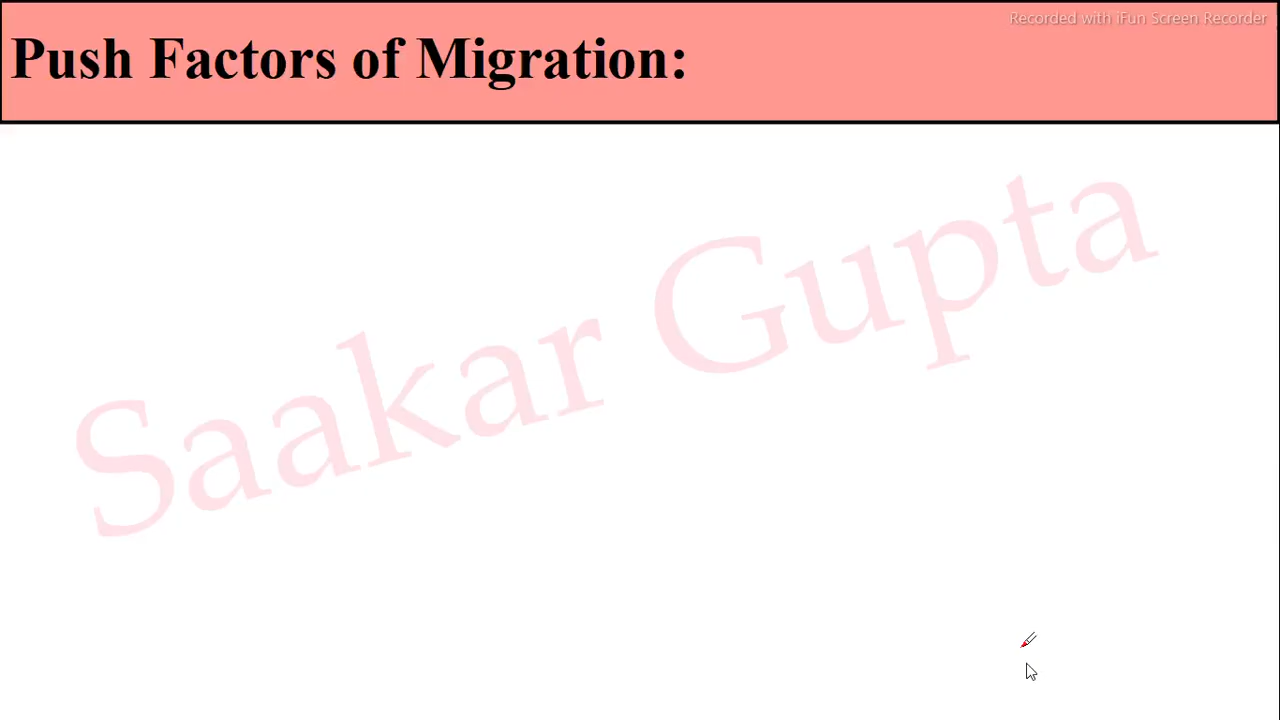 Recorded with iFun Screen Recorder
Push Factors of Migration:
Saakar Gupta